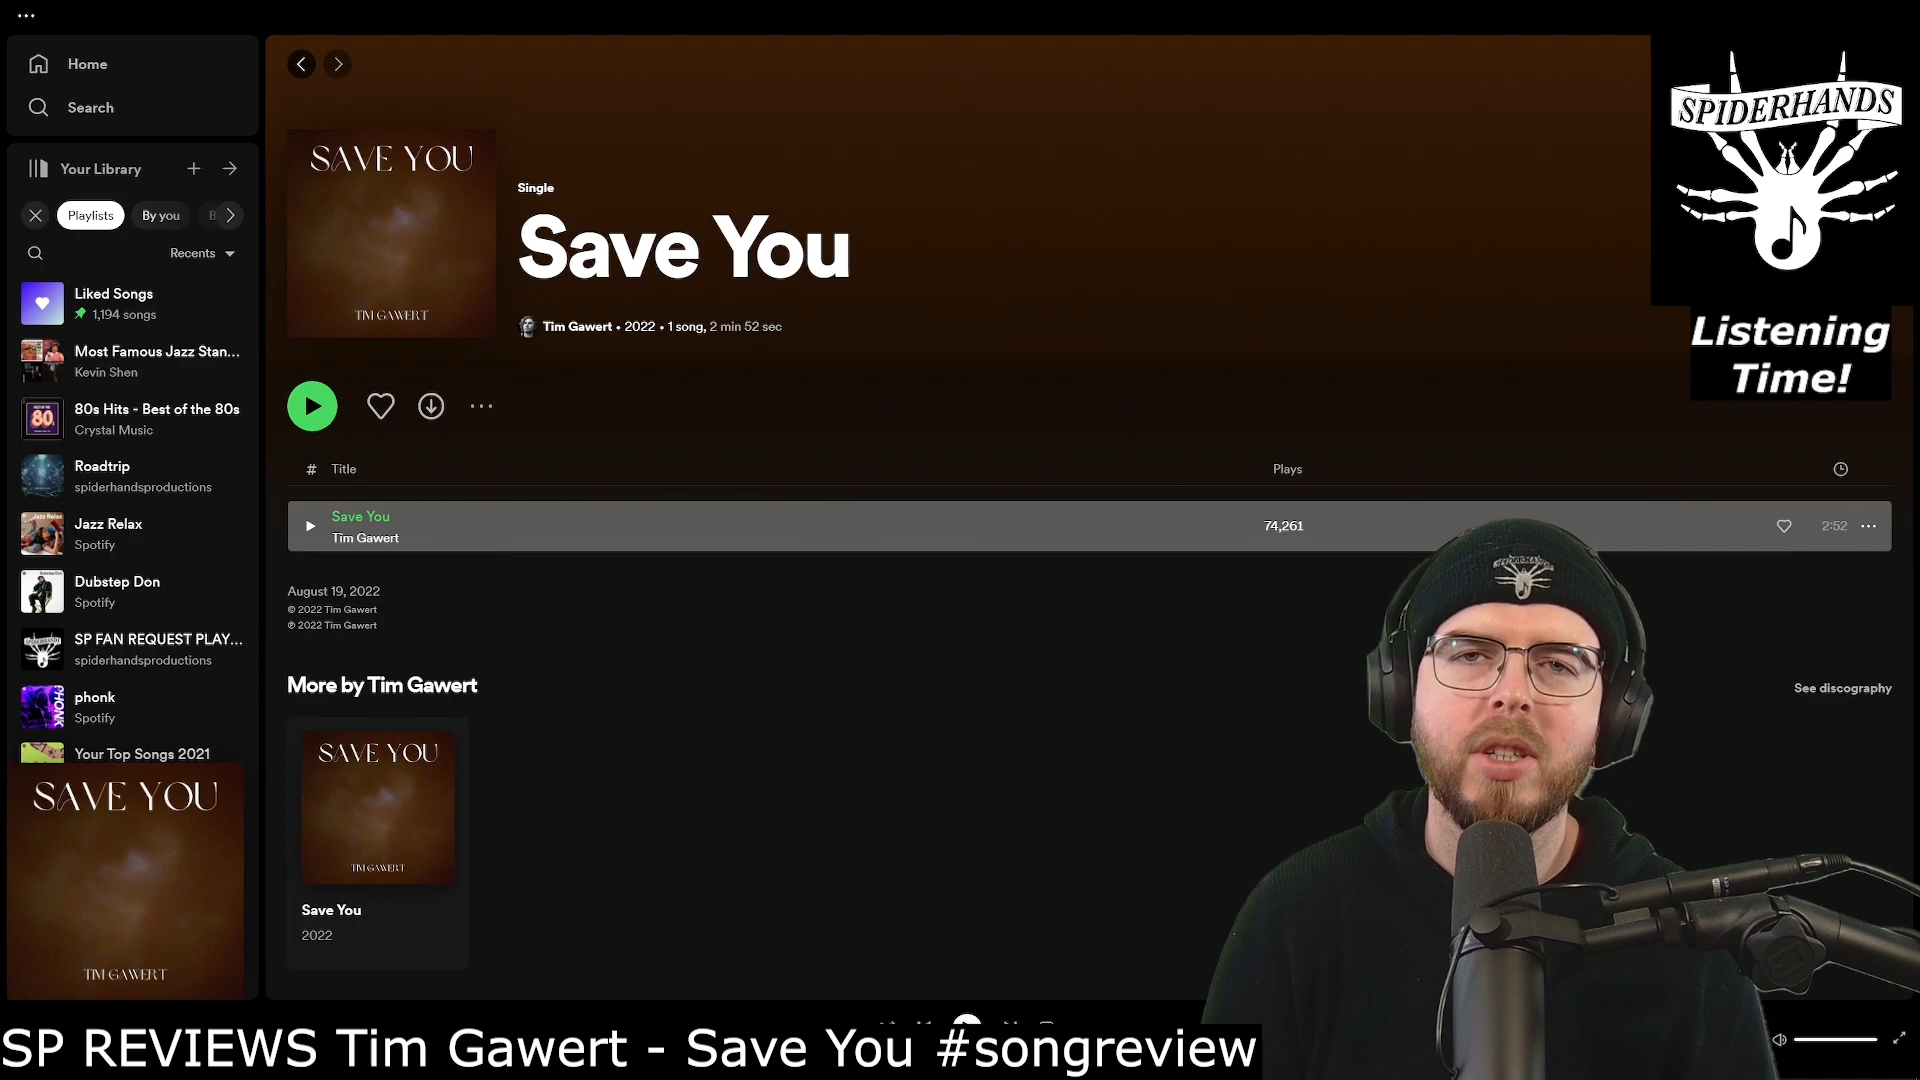 Home
Search
Your Library
Playlists
By you
B
Recents
Liked Songs
1,194 songs
Most Famous Jazz Stan...
Kevin Shen
80s Hits - Best of the 80s
Crystal Music
Roadtrip
spiderhandsproductions
Jazz Relax
Spotify
Dubstep Don
Spotify
SP FAN REQUEST PLAY...
spiderhandsproductions
phonk
Spotify
Your Top Songs 2021
SAVE YOU
TIM GAWERT
SAVE YOU
TIM GAWERT
Single
Save You
Tim Gawert • 2022 • 1 song, 2 min 52 sec
# Title
Plays
Save You
Tim Gawert
74,261
2:52
August 19, 2022
© 2022 Tim Gawert
℗ 2022 Tim Gawert
More by Tim Gawert
See discography
SAVE YOU
TIM GAWERT
Save You
2022
SPIDERHANDS
Listening
Time!
SP REVIEWS Tim Gawert - Save You #songreview